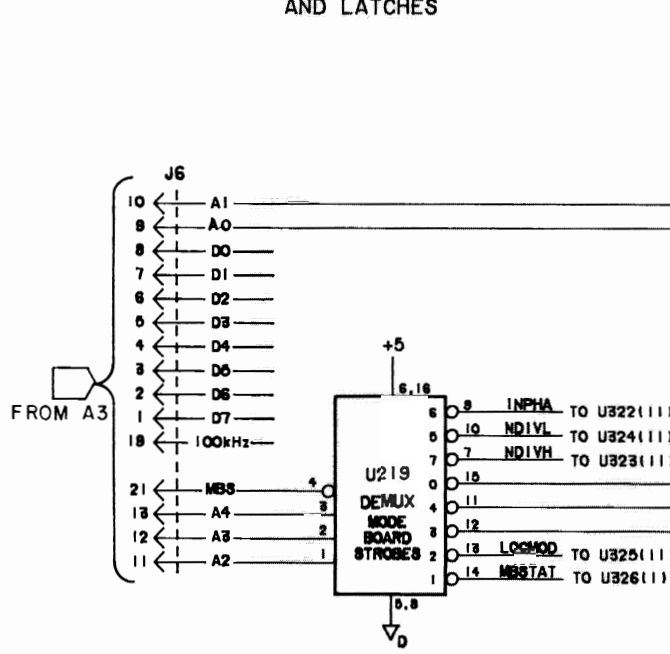 AND LATCHES
J6
10 A1
9 A0
8 D0
7 D1
6 D2
5 D3
4 D4
3 D5
2 D6
1 D7
19 100kHz
21 MBS
13 A4
12 A3
11 A2
FROM A3
+5
6,16
4
3
2
1
U219
DEMUX
MODE
BOARD
STROBES
6 9 INPHA TO U322(11)
5 10 NDIVL TO U324(11)
7 7 NDIVH TO U323(11)
0 15
4 11
3 12
2 13 LOCMOD TO U325(11)
1 14 MBSTAT TO U326(1)
5,8
D